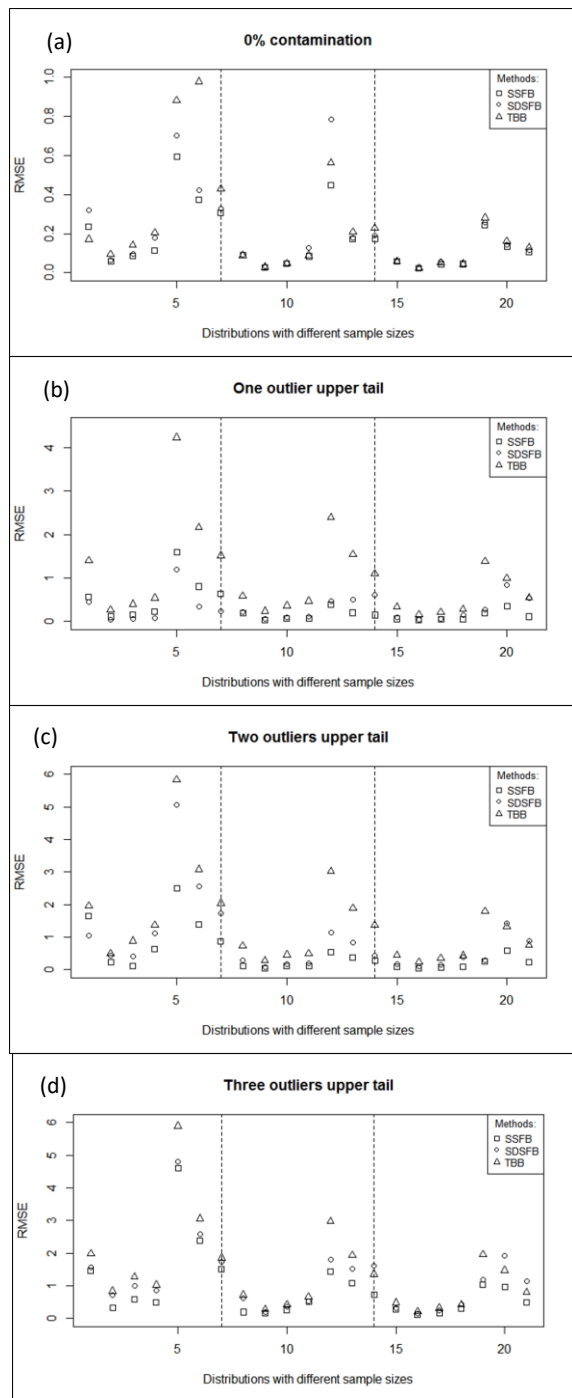 (a)
0% contamination
Methods:
SSFB
SDSFB
TBB
RMSE
1.0
0.8
0.6
0.4
0.2
0.0
5
10
15
20
Distributions with different sample sizes
(b)
One outlier upper tail
Methods:
SSFB
SDSFB
TBB
RMSE
4
3
2
1
0
5
10
15
20
Distributions with different sample sizes
(c)
Two outliers upper tail
Methods:
SSFB
SDSFB
TBB
RMSE
6
5
4
3
2
1
0
5
10
15
20
Distributions with different sample sizes
(d)
Three outliers upper tail
Methods:
SSFB
SDSFB
TBB
RMSE
6
5
4
3
2
1
0
5
10
15
20
Distributions with different sample sizes